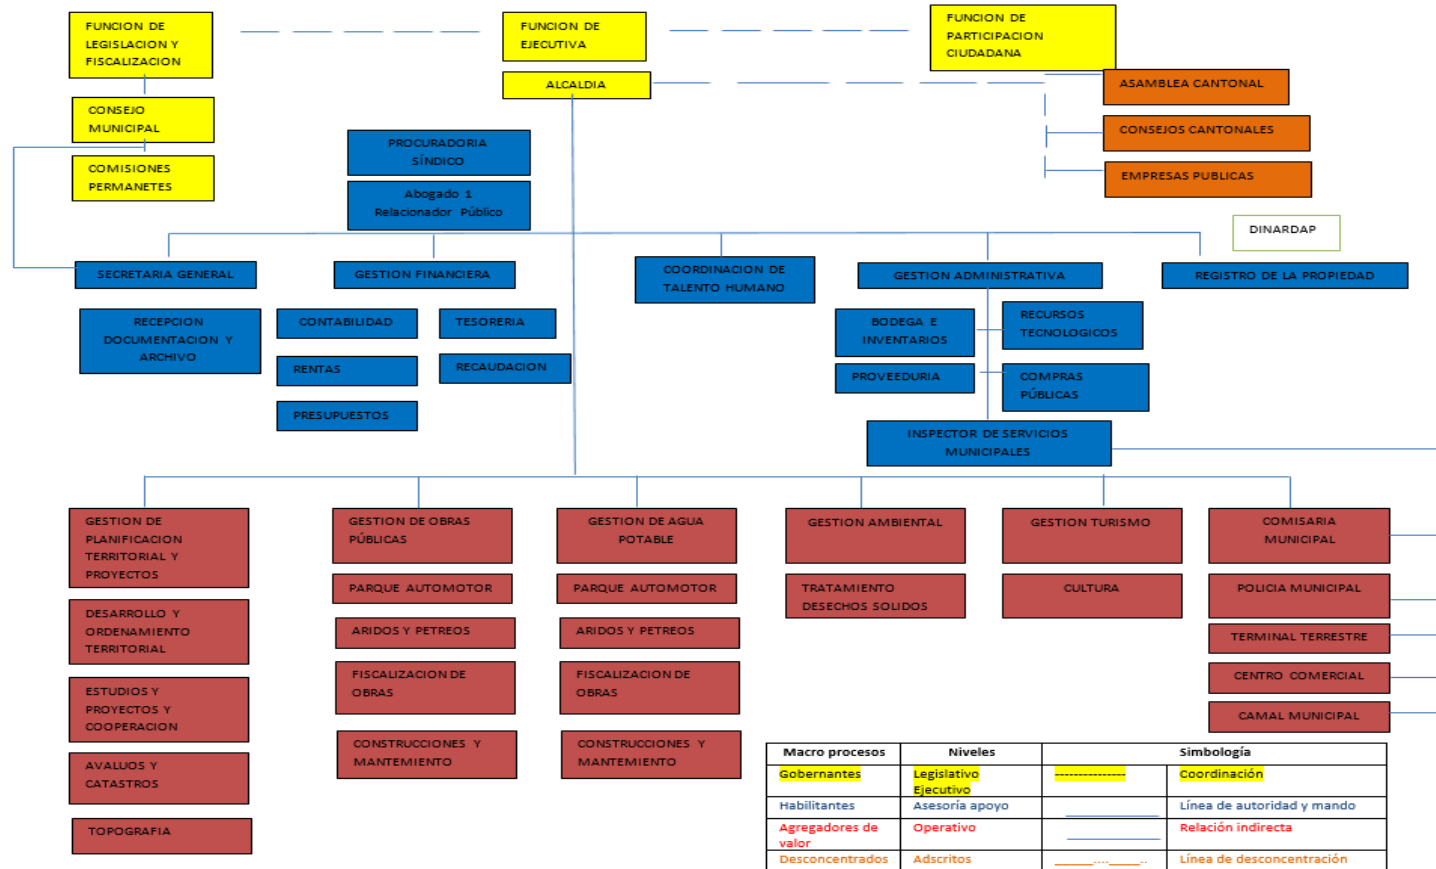 FUNCION DE
LEGISLACION Y
FISCALIZACION
FUNCION DE
EJECUTIVA
FUNCION DE
PARTICIPACION
CIUDADANA
ALCALDIA
ASAMBLEA CANTONAL
CONSEJO
MUNICIPAL
CONSEJOS CANTONALES
PROCURADORIA
SÍNDICO
COMISIONES
PERMANETES
EMPRESAS PUBLICAS
Abogado 1
Relacionador Público
DINARDAP
SECRETARIA GENERAL
GESTION FINANCIERA
COORDINACION DE
TALENTO HUMANO
GESTION ADMINISTRATIVA
REGISTRO DE LA PROPIEDAD
RECEPCION
DOCUMENTACION Y
ARCHIVO
CONTABILIDAD
TESORERIA
BODEGA E
INVENTARIOS
RECURSOS
TECNOLOGICOS
RENTAS
RECAUDACION
PROVEEDURIA
COMPRAS
PÚBLICAS
PRESUPUESTOS
INSPECTOR DE SERVICIOS
MUNICIPALES
GESTION DE
PLANIFICACION
TERRITORIAL Y
PROYECTOS
GESTION DE OBRAS
PÚBLICAS
GESTION DE AGUA
POTABLE
GESTION AMBIENTAL
GESTION TURISMO
COMISARIA
MUNICIPAL
DESARROLLO Y
ORDENAMIENTO
TERRITORIAL
PARQUE AUTOMOTOR
PARQUE AUTOMOTOR
TRATAMIENTO
DESECHOS SOLIDOS
CULTURA
POLICIA MUNICIPAL
ARIDOS Y PETREOS
ARIDOS Y PETREOS
TERMINAL TERRESTRE
ESTUDIOS Y
PROYECTOS Y
COOPERACION
FISCALIZACION DE
OBRAS
FISCALIZACION DE
OBRAS
CENTRO COMERCIAL
CAMAL MUNICIPAL
AVALUOS Y
CATASTROS
CONSTRUCCIONES Y
MANTEMIENTO
CONSTRUCCIONES Y
MANTEMIENTO
TOPOGRAFIA
Macro procesos Niveles Simbología
Gobernantes Legislativo Ejecutivo --------------- Coordinación
Habilitantes Asesoría apoyo Línea de autoridad y mando
Agregadores de valor Operativo Relación indirecta
Desconcentrados Adscritos _____....____.. Línea de desconcentración